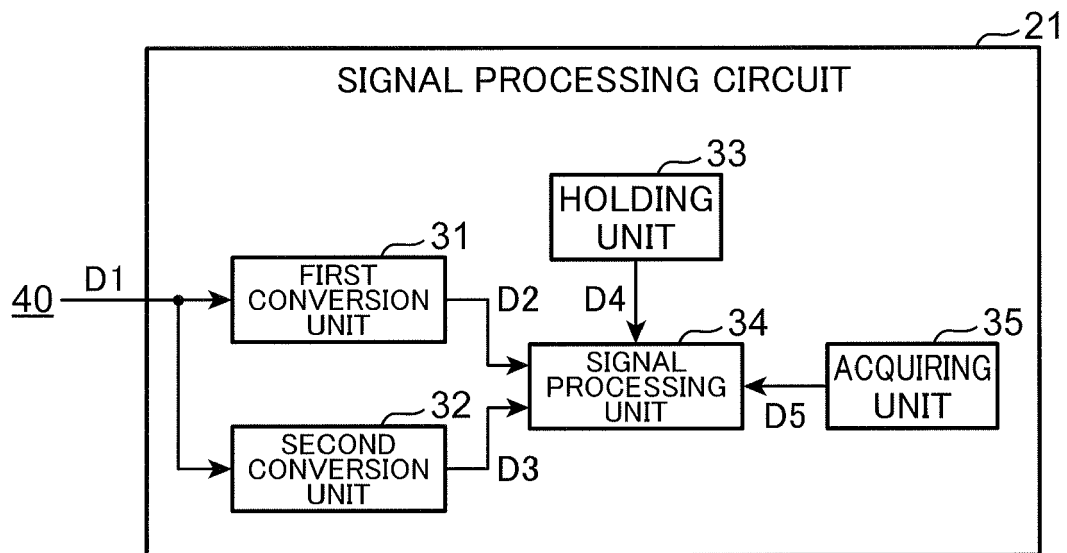 21
SIGNAL PROCESSING CIRCUIT
33
HOLDING
UNIT
31
FIRST
CONVERSION
UNIT
D1
40
D2
D4
34
35
SIGNAL
PROCESSING
UNIT
ACQUIRING
UNIT
D5
32
SECOND
CONVERSION
UNIT
D3